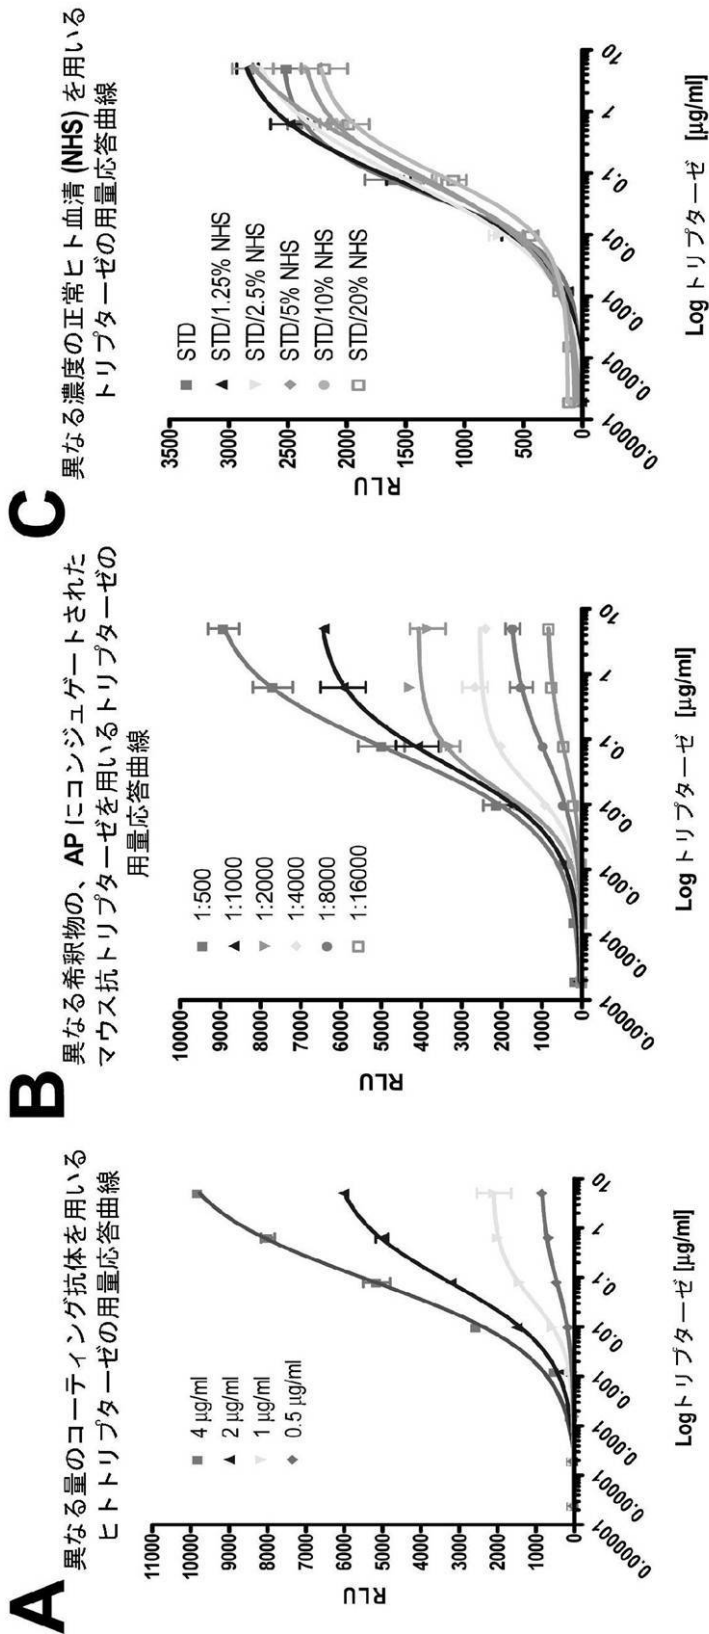 A
異なる量のコーティング抗体を用いる
ヒトトリプターゼの用量応答曲線
11000
10000
9000
8000
7000
6000
5000
4000
3000
2000
1000
0
RLU
4 µg/ml
2 µg/ml
1 µg/ml
0.5 µg/ml
0.000001
0.00001
0.0001
0.001
0.01
0.1
1
10
Logトリプターゼ [µg/ml]
B
異なる希釈物の、APにコンジュゲートされた
マウス抗トリプターゼを用いるトリプターゼの
用量応答曲線
10000
9000
8000
7000
6000
5000
4000
3000
2000
1000
0
RLU
1:500
1:1000
1:2000
1:4000
1:8000
1:16000
0.00001
0.0001
0.001
0.01
0.1
1
10
Log トリプターゼ [µg/ml]
C
異なる濃度の正常ヒト血清 (NHS) を用いる
トリプターゼの用量応答曲線
3500
3000
2500
2000
1500
1000
500
0
RLU
STD
STD/1.25% NHS
STD/2.5% NHS
STD/5% NHS
STD/10% NHS
STD/20% NHS
0.00001
0.0001
0.001
0.01
0.1
1
10
Log トリプターゼ [µg/ml]